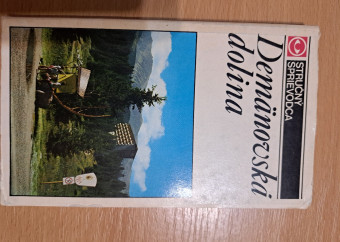 STRUČNÝ
SPRIEVODCA
Demänovská
dolina